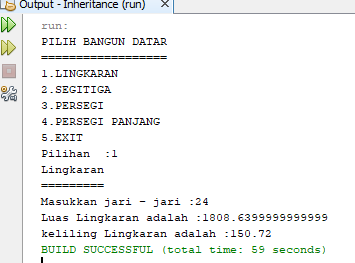 Output - Inheritance (run)
run:
PILIH BANGUN DATAR
==================
1.LINGKARAN
2.SEGITIGA
3.PERSEGI
4.PERSEGI PANJANG
5.EXIT
Pilihan  :1
Lingkaran
=========
Masukkan jari - jari :24
Luas Lingkaran adalah :1808.6399999999999
keliling Lingkaran adalah :150.72
BUILD SUCCESSFUL (total time: 59 seconds)